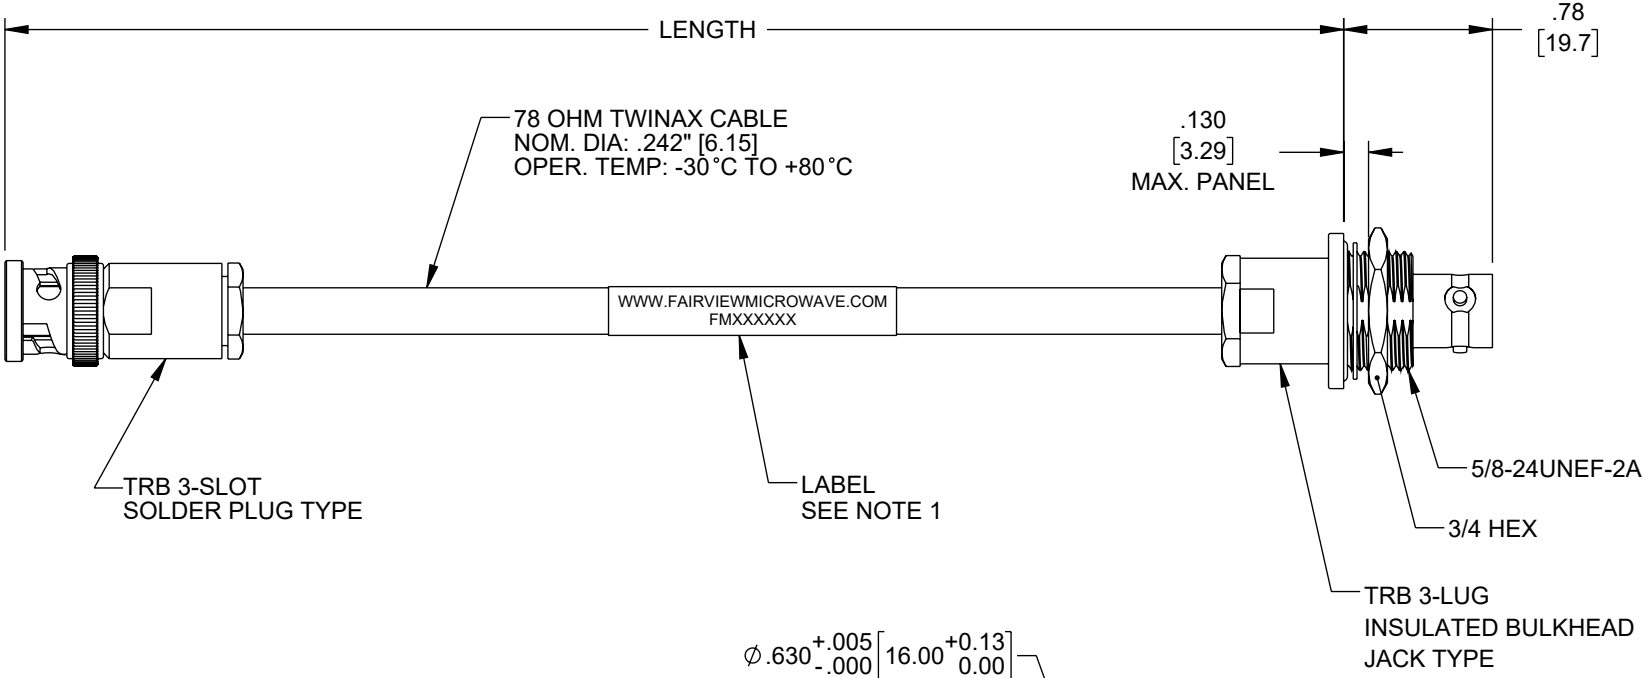 LENGTH
.78
[19.7]
78 OHM TWINAX CABLE
NOM. DIA: .242" [6.15]
OPER. TEMP: -30°C TO +80°C
.130
[3.29]
MAX. PANEL
WWW.FAIRVIEWMICROWAVE.COM
FMXXXXXX
TRB 3-SLOT
SOLDER PLUG TYPE
LABEL
SEE NOTE 1
5/8-24UNEF-2A
3/4 HEX
TRB 3-LUG
INSULATED BULKHEAD
JACK TYPE
∅.630 +.005 [16.00 +0.13]
-.000 0.00